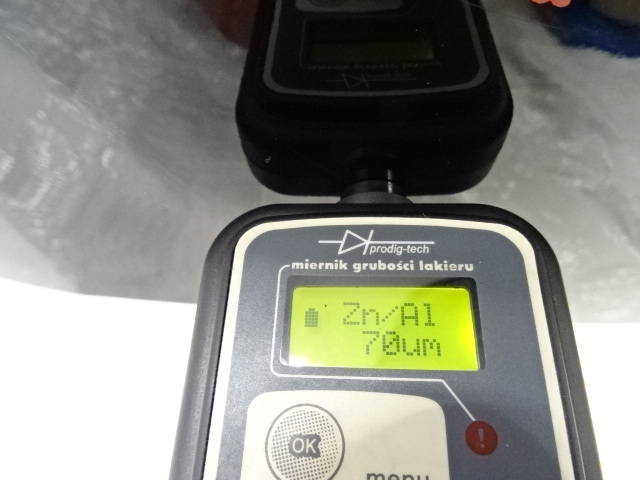 prodig-tech
miernik grubości lakieru
Zn/Al
70um
OK
menu